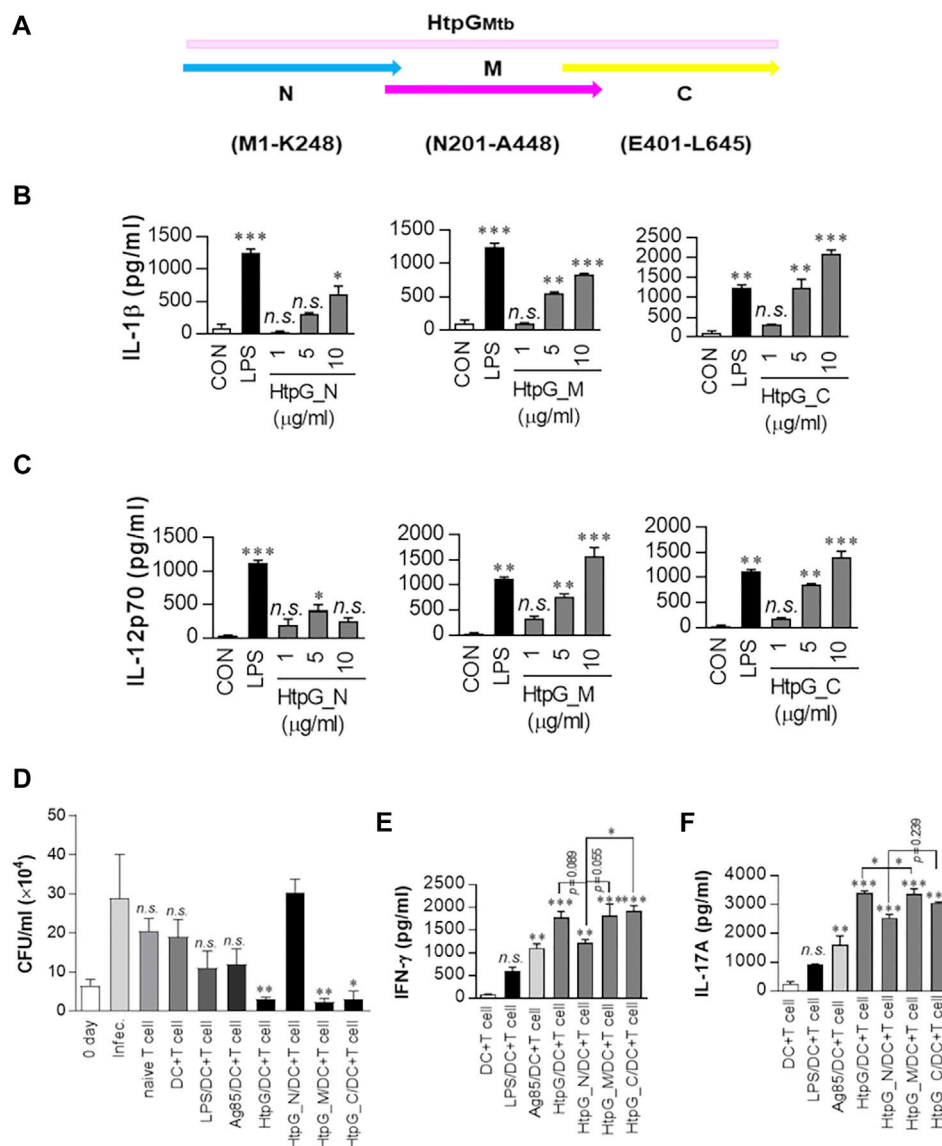 A
HtpGMtb
M
N
C
(M1-K248)
(N201-A448)
(E401-L645)
B
IL-1β (pg/ml)
1500
1000
500
0
***
n.s.
n.s.
*
CON
LPS
1
5
10
HtpG_N
(μg/ml)
1500
1000
500
0
***
n.s.
**
***
CON
LPS
1
5
10
HtpG_M
(μg/ml)
2500
2000
1500
1000
500
0
**
n.s.
**
***
CON
LPS
1
5
10
HtpG_C
(μg/ml)
C
IL-12p70 (pg/ml)
1500
1000
500
0
***
n.s.
*
n.s.
CON
LPS
1
5
10
HtpG_N
(μg/ml)
2000
1500
1000
500
0
**
n.s.
**
***
CON
LPS
1
5
10
HtpG_M
(μg/ml)
2000
1500
1000
500
0
**
n.s.
**
***
CON
LPS
1
5
10
HtpG_C
(μg/ml)
D
CFU/ml (×10⁴)
50
40
30
20
10
0
n.s.
n.s.
n.s.
n.s.
**
**
*
0 day
Infec.
naive T cell
DC+T cell
LPS/DC+T cell
Ag85/DC+T cell
HtpG/DC+T cell
HtpG_N/DC+T cell
HtpG_M/DC+T cell
HtpG_C/DC+T cell
E
IFN-γ (pg/ml)
2000
1500
1000
500
0
*
p=0.089
p=0.055
n.s.
**
***
**
***
***
DC+T cell
LPS/DC+T cell
Ag85/DC+T cell
HtpG/DC+T cell
HtpG_N/DC+T cell
HtpG_M/DC+T cell
HtpG_C/DC+T cell
F
IL-17A (pg/ml)
4000
3000
2000
1000
0
p=0.239
*
*
n.s.
**
***
***
***
***
DC+T cell
LPS/DC+T cell
Ag85/DC+T cell
HtpG/DC+T cell
HtpG_N/DC+T cell
HtpG_M/DC+T cell
HtpG_C/DC+T cell